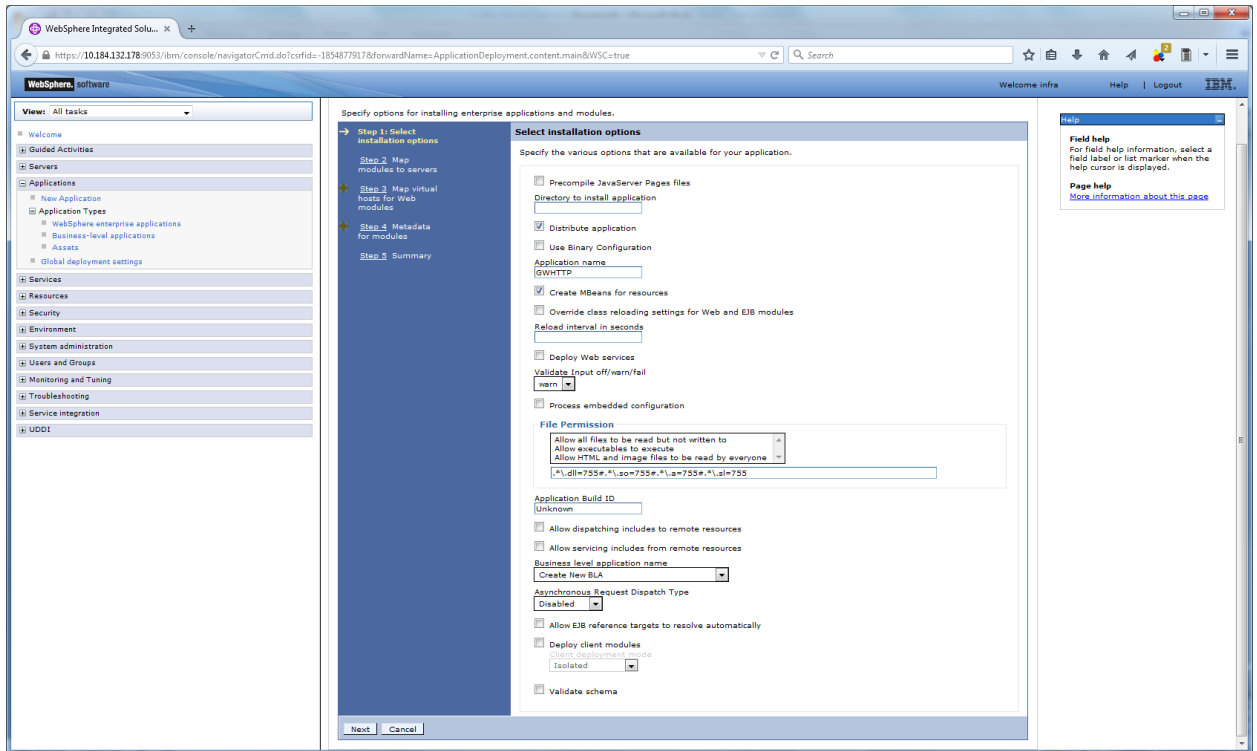 WebSphere Integrated Solu... × +
https://10.184.132.178:9053/ibm/console/navigatorCmd.do?csrfid=-1854877917&forwardName=ApplicationDeployment.content.main&WSC=true
Search
2
WebSphere. software
Welcome infra
Help | Logout
IBM.
View: All tasks
Welcome
Guided Activities
Servers
Applications
New Application
Application Types
WebSphere enterprise applications
Business-level applications
Assets
Global deployment settings
Services
Resources
Security
Environment
System administration
Users and Groups
Monitoring and Tuning
Troubleshooting
Service integration
UDDI
Specify options for installing enterprise applications and modules.
Step 1: Select
installation options
Step 2 Map
modules to servers
Step 3 Map virtual
hosts for Web
modules
Step 4 Metadata
for modules
Step 5 Summary
Select installation options
Specify the various options that are available for your application.
Precompile JavaServer Pages files
Directory to install application
Distribute application
Use Binary Configuration
Application name
GWHTTP
Create MBeans for resources
Override class reloading settings for Web and EJB modules
Reload interval in seconds
Deploy Web services
Validate Input off/warn/fail
warn
Process embedded configuration
File Permission
Allow all files to be read but not written to
Allow executables to execute
Allow HTML and image files to be read by everyone
.*\.dll=755#.*\.so=755#.*\.a=755#.*\.sl=755
Application Build ID
Unknown
Allow dispatching includes to remote resources
Allow servicing includes from remote resources
Business level application name
Create New BLA
Asynchronous Request Dispatch Type
Disabled
Allow EJB reference targets to resolve automatically
Deploy client modules
Client deployment mode
Isolated
Validate schema
Next Cancel
Help
Field help
For field help information, select a
field label or list marker when the
help cursor is displayed.
Page help
More information about this page